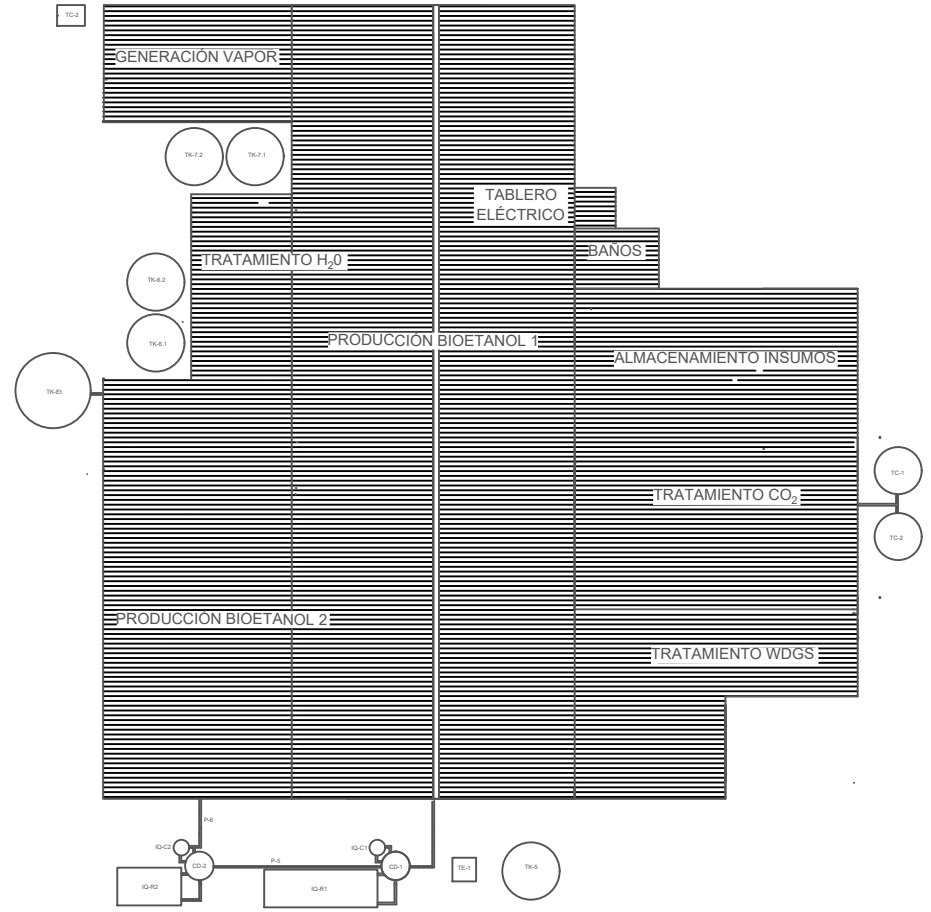 TC-2
GENERACIÓN VAPOR
TK-7.2
TK-7.1
TABLERO
ELÉCTRICO
BAÑOS
TRATAMIENTO H₂0
TK-6.2
TK-6.1
PRODUCCIÓN BIOETANOL 1
ALMACENAMIENTO INSUMOS
TK-Et
TC-1
TRATAMIENTO CO₂
TC-2
PRODUCCIÓN BIOETANOL 2
TRATAMIENTO WDGS
P-6
IQ-C2
IQ-C1
CD-2
P-5
CD-1
TE-1
TK-5
IQ-R2
IQ-R1